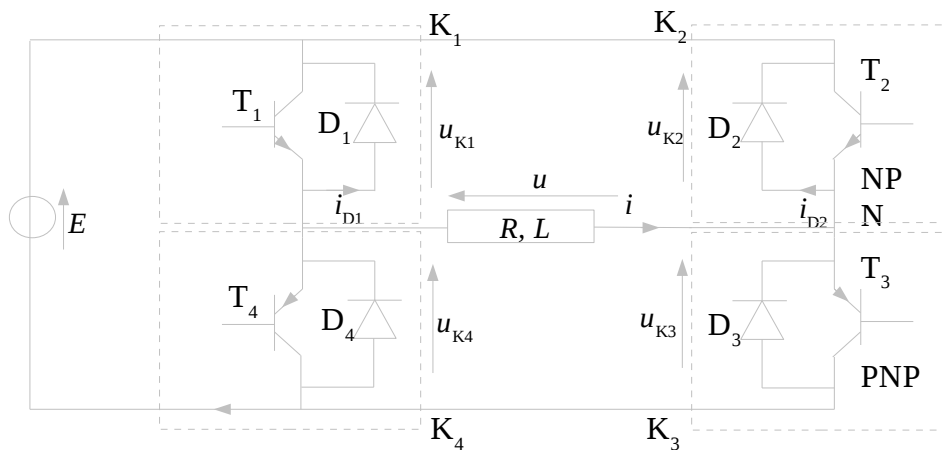 K1
K2
T1
D1
uK1
uK2
D2
T2
u
iD1
i
iD2
NP
N
E
R, L
T4
D4
uK4
uK3
D3
T3
PNP
K4
K3